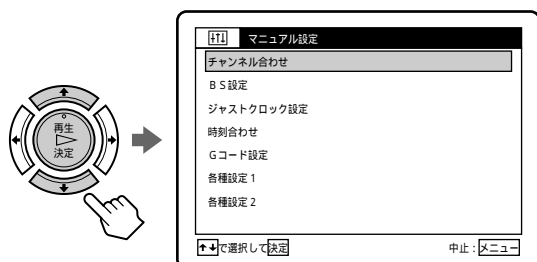 再生
決定
マニュアル設定
チャンネル合わせ
BS設定
ジャストクロック設定
時刻合わせ
Gコード設定
各種設定1
各種設定2
↑↓で選択して決定 中止：メニュー